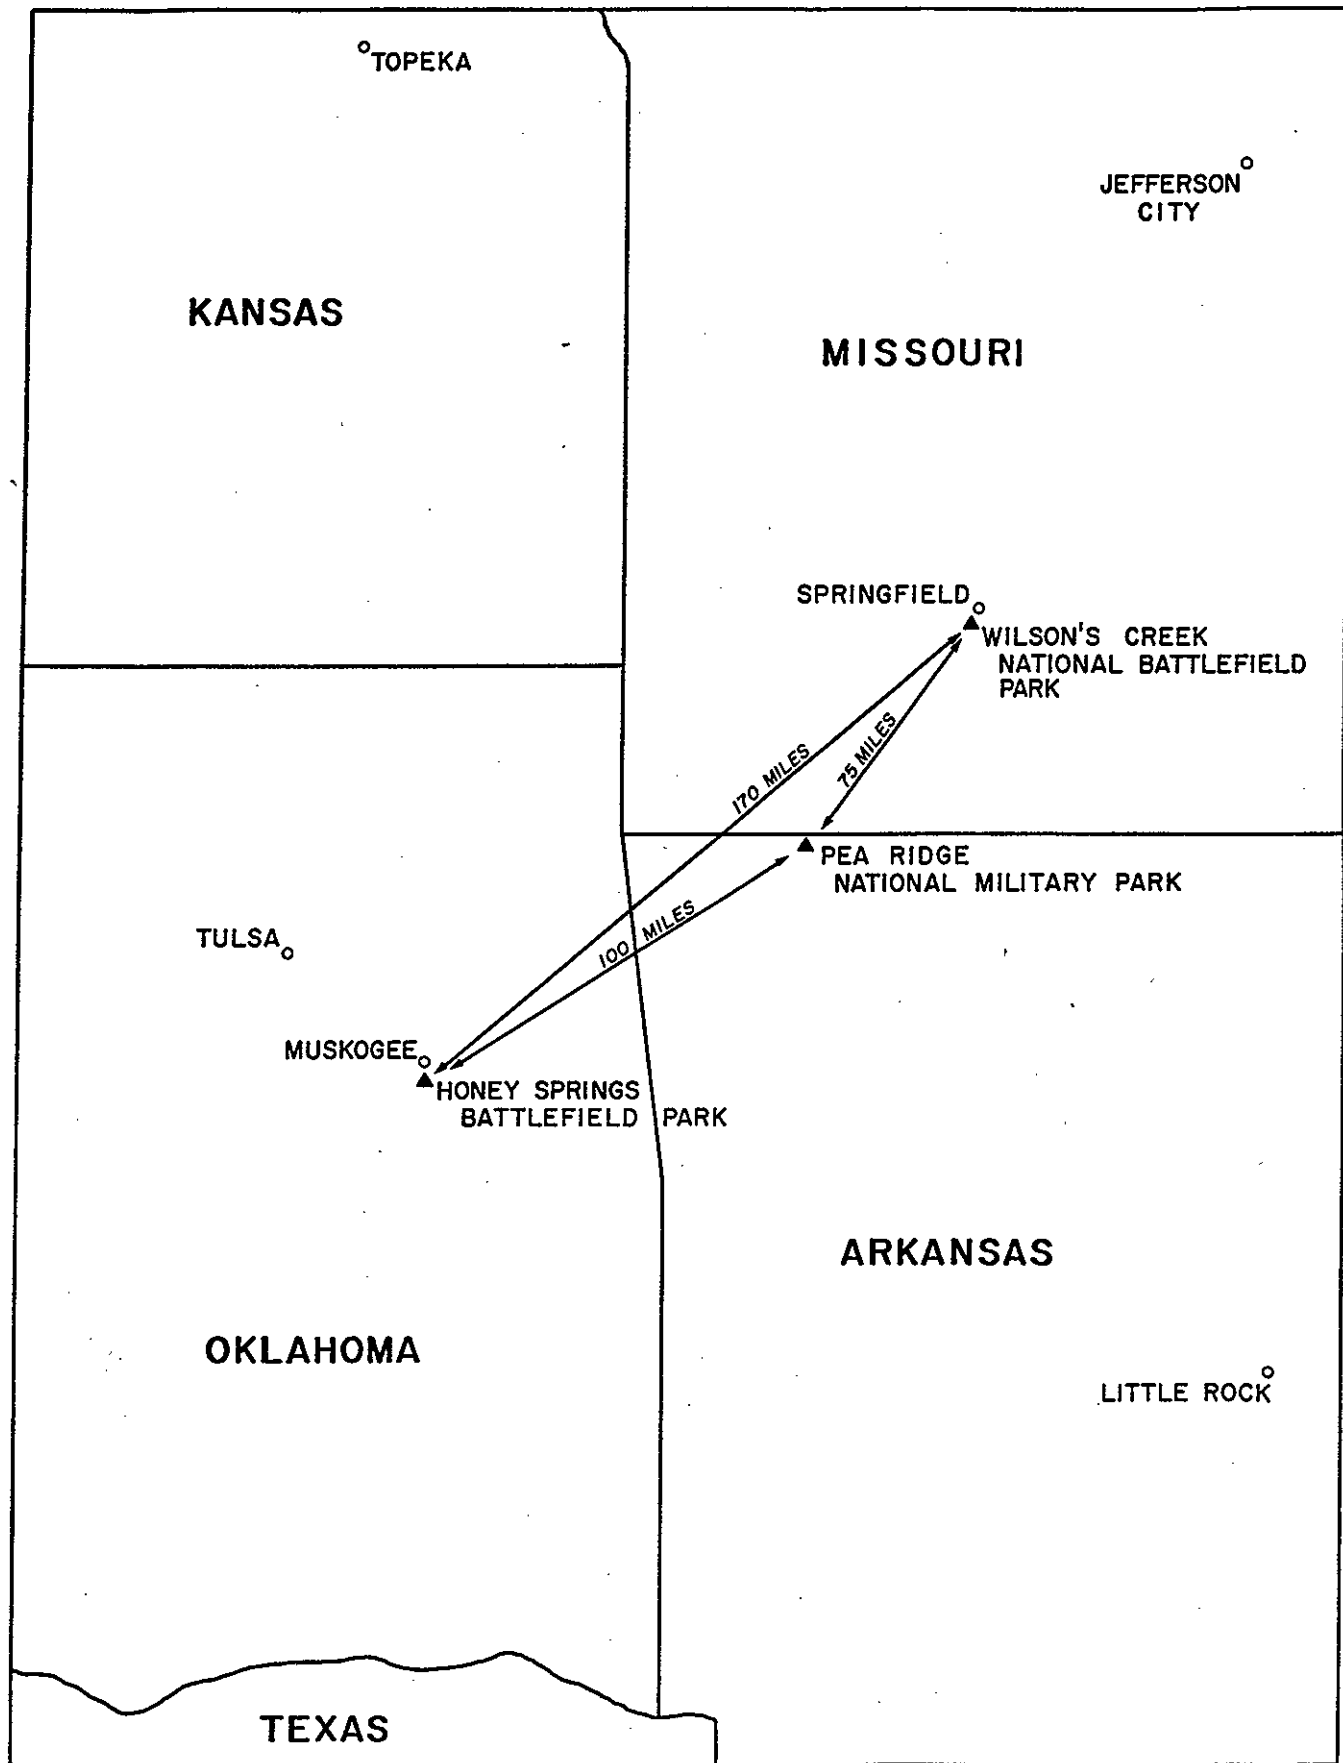 TOPEKA
JEFFERSON
CITY
KANSAS
MISSOURI
SPRINGFIELD
WILSON'S CREEK
NATIONAL BATTLEFIELD
PARK
170 MILES
75 MILES
PEA RIDGE
NATIONAL MILITARY PARK
100 MILES
TULSA
MUSKOGEE
HONEY SPRINGS
BATTLEFIELD PARK
ARKANSAS
OKLAHOMA
LITTLE ROCK
TEXAS